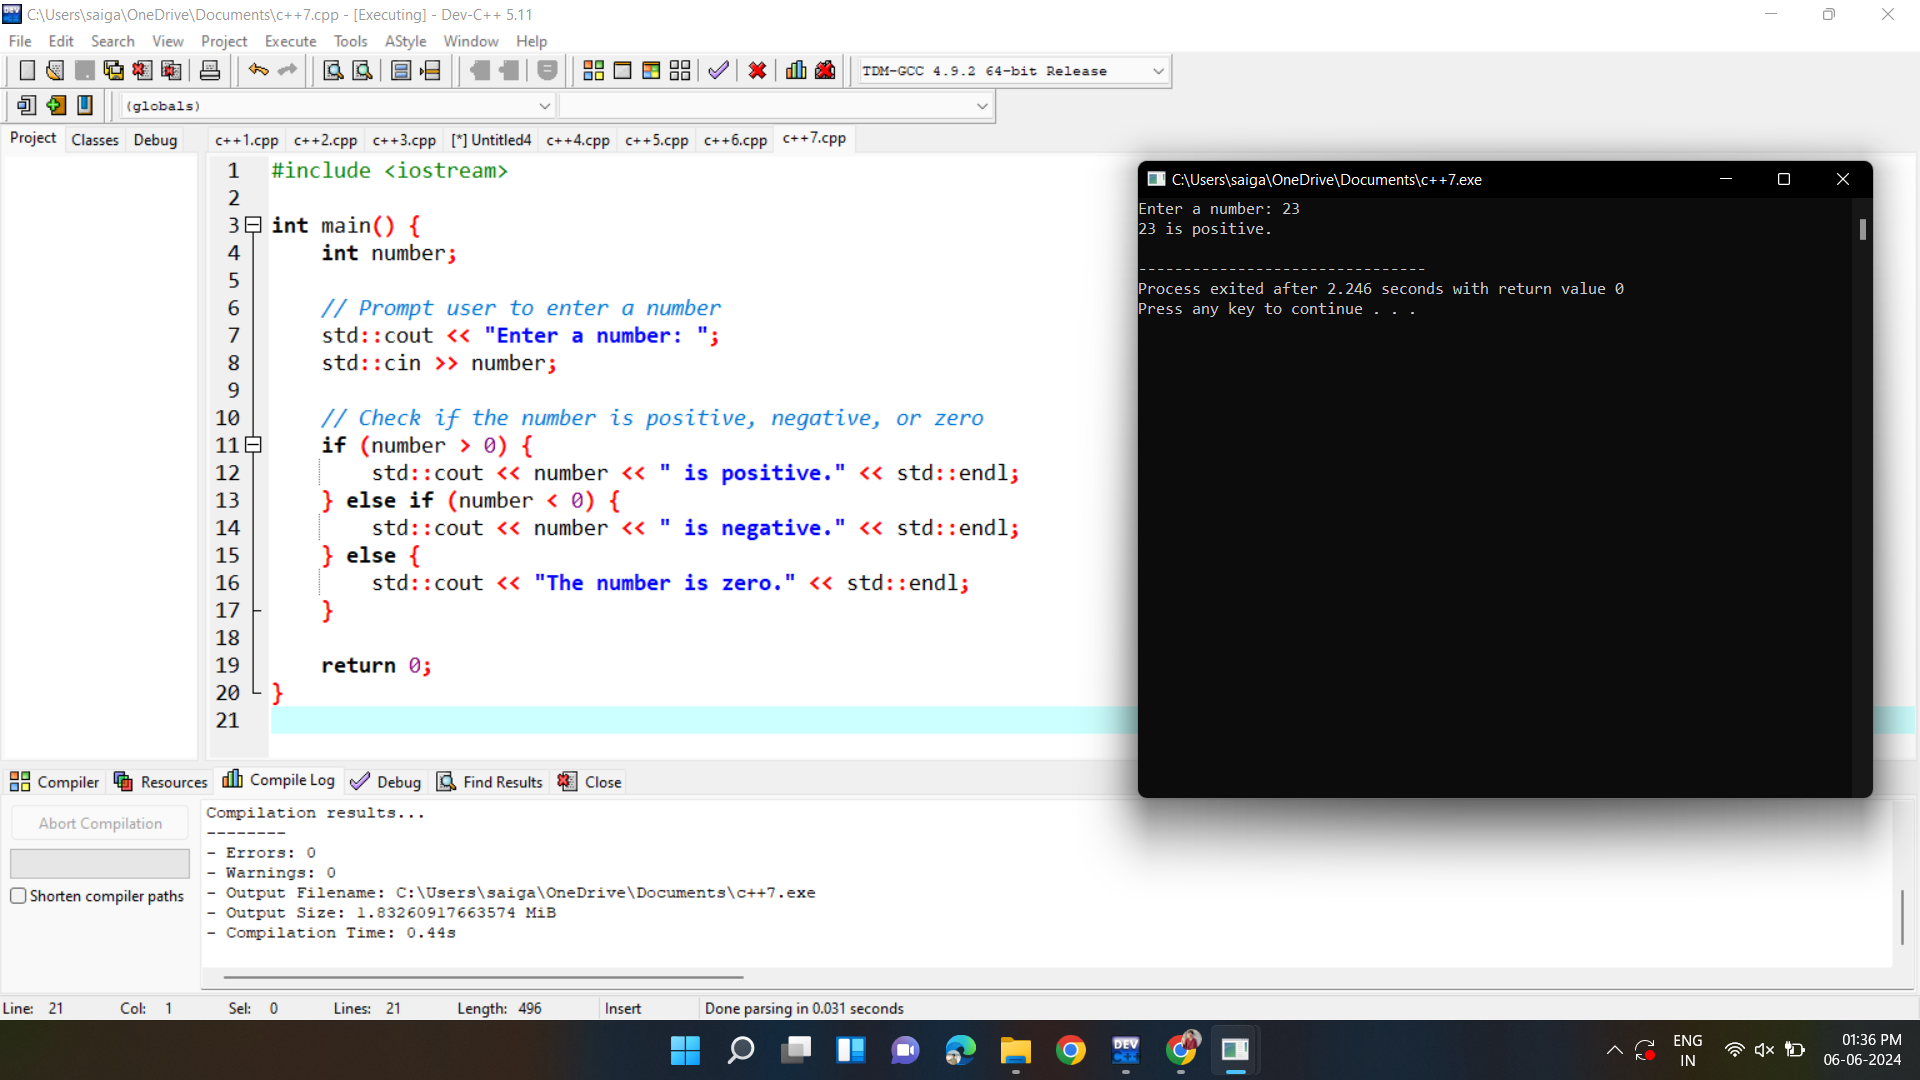 C:\Users\saiga\OneDrive\Documents\c++7.cpp - [Executing] - Dev-C++ 5.11
File Edit Search View Project Execute Tools AStyle Window Help
TDM-GCC 4.9.2 64-bit Release
(globals)
Project Classes Debug
c++1.cpp c++2.cpp c++3.cpp [*] Untitled4 c++4.cpp c++5.cpp c++6.cpp c++7.cpp
1 #include <iostream>
2
3 int main() {
4     int number;
5
6     // Prompt user to enter a number
7     std::cout << "Enter a number: ";
8     std::cin >> number;
9
10     // Check if the number is positive, negative, or zero
11     if (number > 0) {
12         std::cout << number << " is positive." << std::endl;
13     } else if (number < 0) {
14         std::cout << number << " is negative." << std::endl;
15     } else {
16         std::cout << "The number is zero." << std::endl;
17     }
18
19     return 0;
20 }
21
C:\Users\saiga\OneDrive\Documents\c++7.exe
Enter a number: 23
23 is positive.
--------------------------------
Process exited after 2.246 seconds with return value 0
Press any key to continue . . .
Compiler Resources Compile Log Debug Find Results Close
Abort Compilation
Shorten compiler paths
Compilation results...
--------
- Errors: 0
- Warnings: 0
- Output Filename: C:\Users\saiga\OneDrive\Documents\c++7.exe
- Output Size: 1.83260917663574 MiB
- Compilation Time: 0.44s
Line: 21 Col: 1 Sel: 0 Lines: 21 Length: 496 Insert Done parsing in 0.031 seconds
DEV
C++
ENG
IN
01:36 PM
06-06-2024